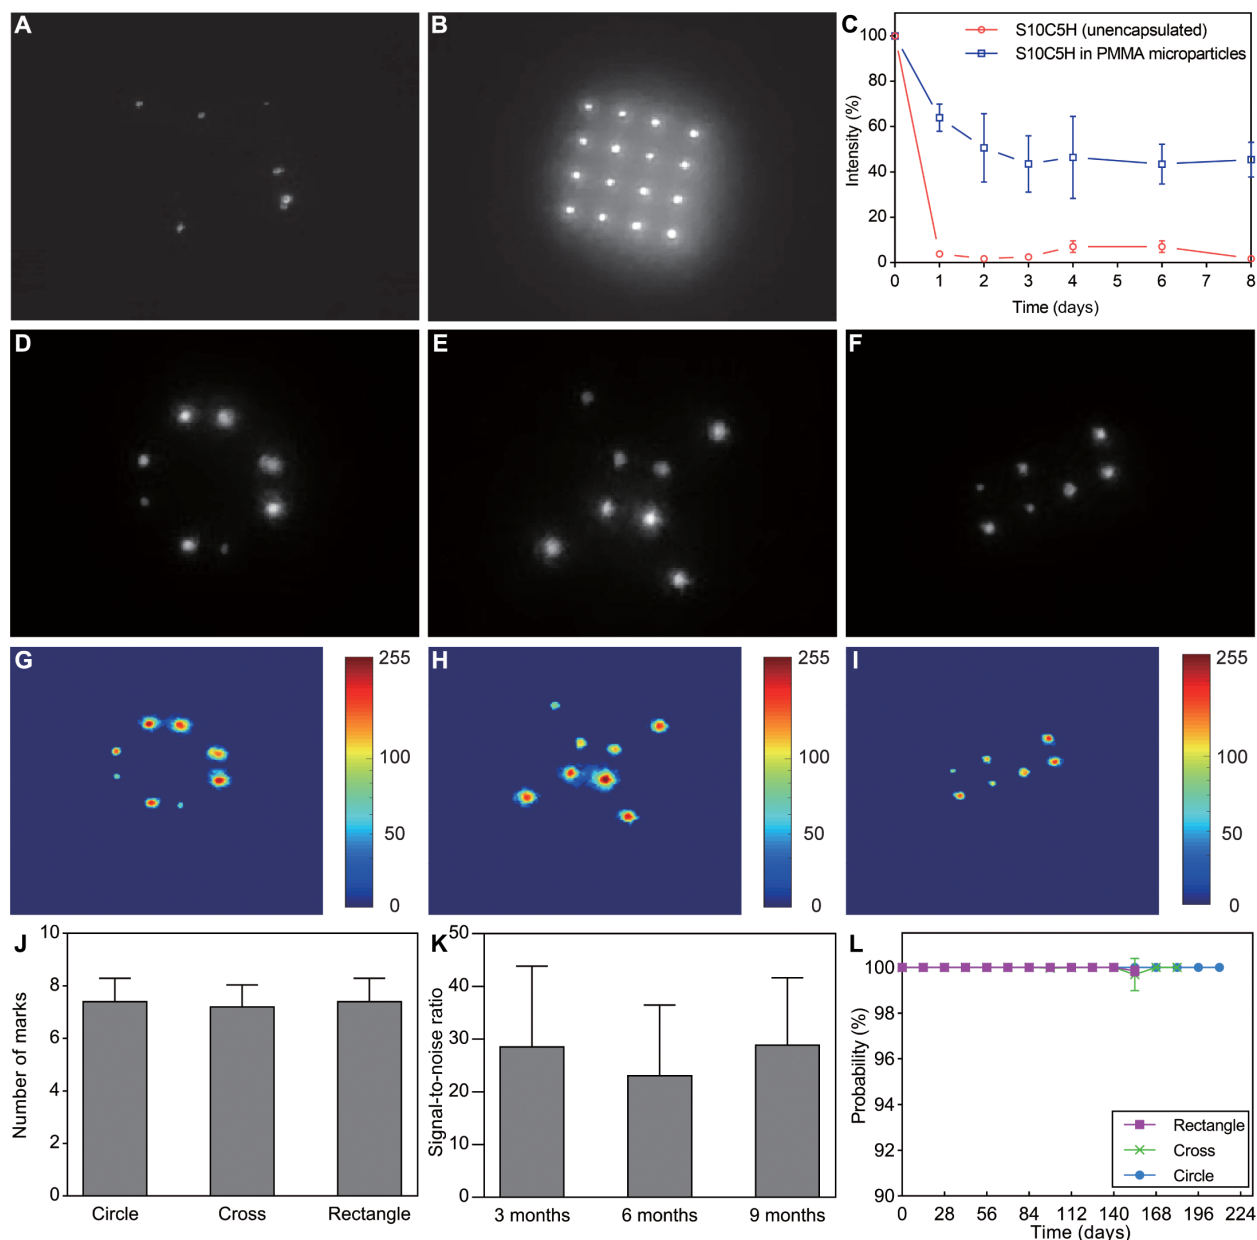 A
B
C
S10C5H (unencapsulated)
S10C5H in PMMA microparticles
Intensity (%)
100
80
60
40
20
0
0 1 2 3 4 5 6 7 8
Time (days)
D
E
F
G
255
100
50
0
H
255
100
50
0
I
255
100
50
0
J
Number of marks
10
8
6
4
2
0
Circle Cross Rectangle
K
Signal-to-noise ratio
50
40
30
20
10
0
3 months 6 months 9 months
L
Probability (%)
100
98
96
94
92
90
Rectangle
Cross
Circle
0 28 56 84 112 140 168 196 224
Time (days)